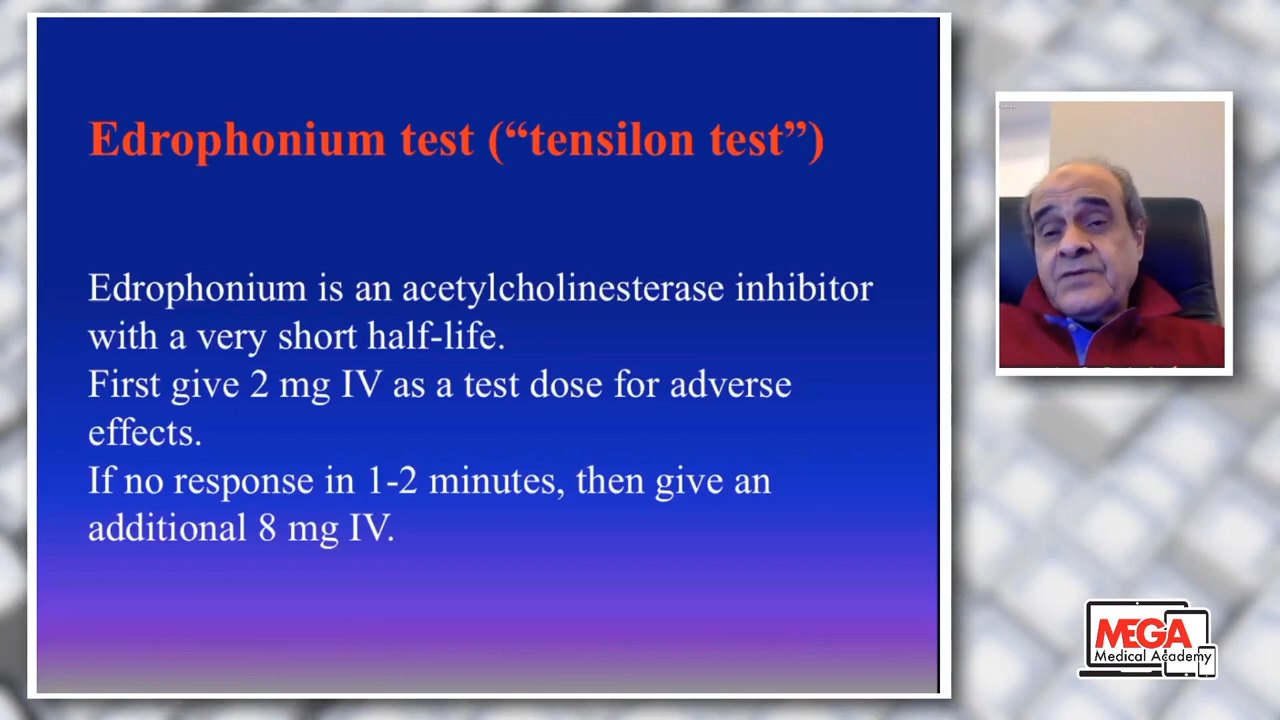 Edrophonium test (“tensilon test”)
Edrophonium is an acetylcholinesterase inhibitor
with a very short half-life.
First give 2 mg IV as a test dose for adverse
effects.
If no response in 1-2 minutes, then give an
additional 8 mg IV.
MEGA
Medical Academy